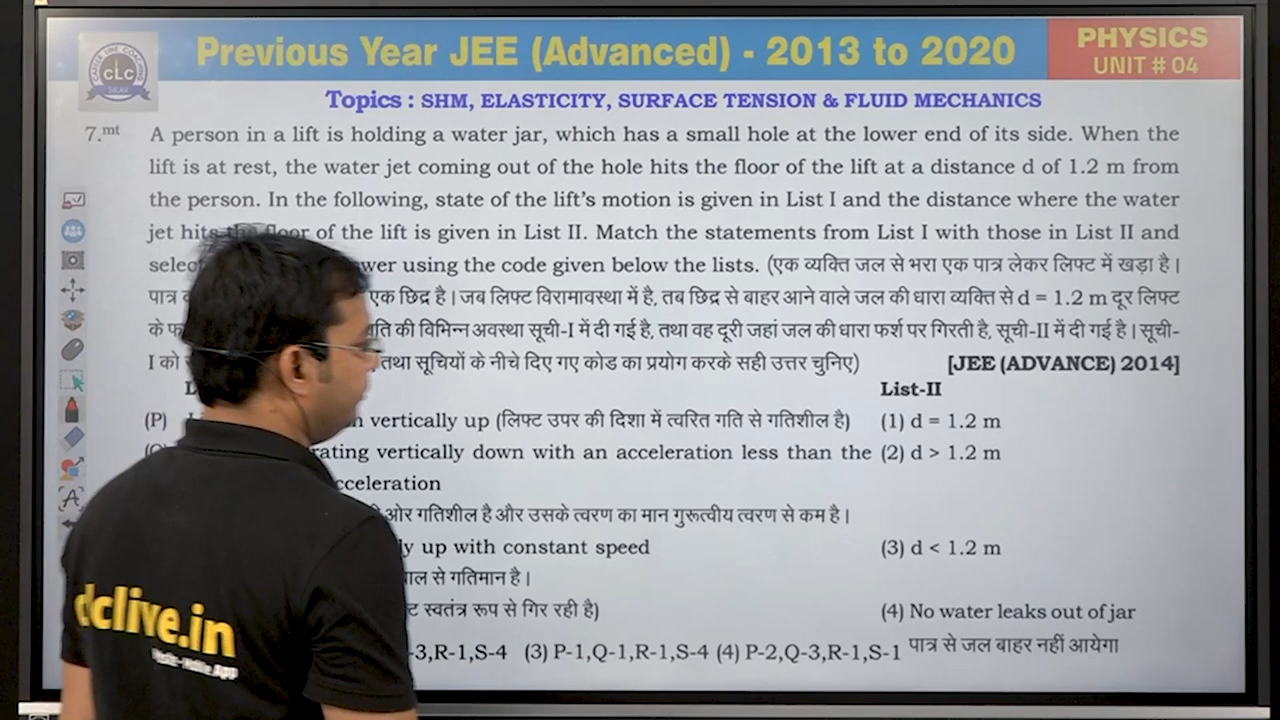 Previous Year JEE (Advanced) - 2013 to 2020
PHYSICS
UNIT # 04
CLC
Topics : SHM, ELASTICITY, SURFACE TENSION & FLUID MECHANICS
7.mt A person in a lift is holding a water jar, which has a small hole at the lower end of its side. When the
lift is at rest, the water jet coming out of the hole hits the floor of the lift at a distance d of 1.2 m from
the person. In the following, state of the lift's motion is given in List I and the distance where the water
jet hits the floor of the lift is given in List II. Match the statements from List I with those in List II and
using the code given below the lists. (एक व्यक्ति जल से भरा एक पात्र लेकर लिफ्ट में खड़ा है।
पात्र एक छिद्र है। जब लिफ्ट विरामावस्था में है, तब छिद्र से बाहर आने वाले जल की धारा व्यक्ति से d = 1.2 m दूर लिफ्ट
के की विभिन्न अवस्था सूची-I में दी गई है, तथा वह दूरी जहां जल की धारा फर्श पर गिरती है, सूची-II में दी गई है। सूची-
I को तथा सूचियों के नीचे दिए गए कोड का प्रयोग करके सही उत्तर चुनिए) [JEE (ADVANCE) 2014]
List-II
(P) vertically up (लिफ्ट उपर की दिशा में त्वरित गति से गतिशील है) (1) d = 1.2 m
vertically down with an acceleration less than the (2) d > 1.2 m
ओर गतिशील है और उसके त्वरण का मान गुरूत्वीय त्वरण से कम है।
up with constant speed (3) d < 1.2 m
से गतिमान है।
स्वतंत्र रूप से गिर रही है) (4) No water leaks out of jar
पात्र से जल बाहर नहीं आयेगा
-3,R-1,S-4 (3) P-1,Q-1,R-1,S-4 (4) P-2,Q-3,R-1,S-1
dclive.in